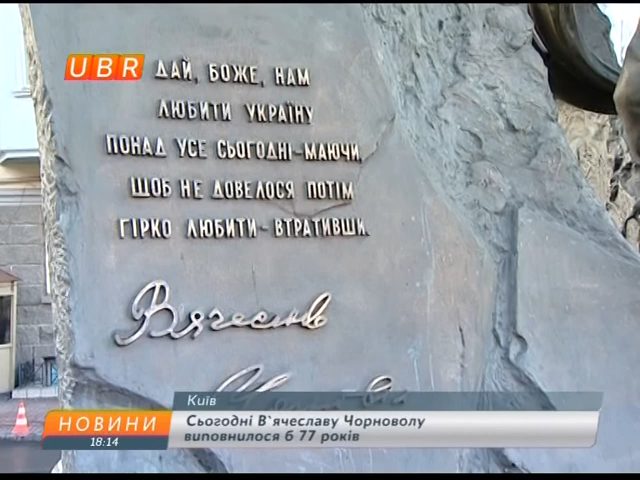 UBR
ДАЙ, БОЖЕ, НАМ
ЛЮБИТИ УКРАЇНУ
ПОНАД УСЕ СЬОГОДНІ-МАЮЧИ,
ЩОБ НЕ ДОВЕЛОСЯ ПОТІМ
ГІРКО ЛЮБИТИ-ВТРАТИВШИ.
В'ячеслав
Київ
НОВИНИ
18:14
Сьогодні В`ячеславу Чорноволу
виповнилося б 77 років